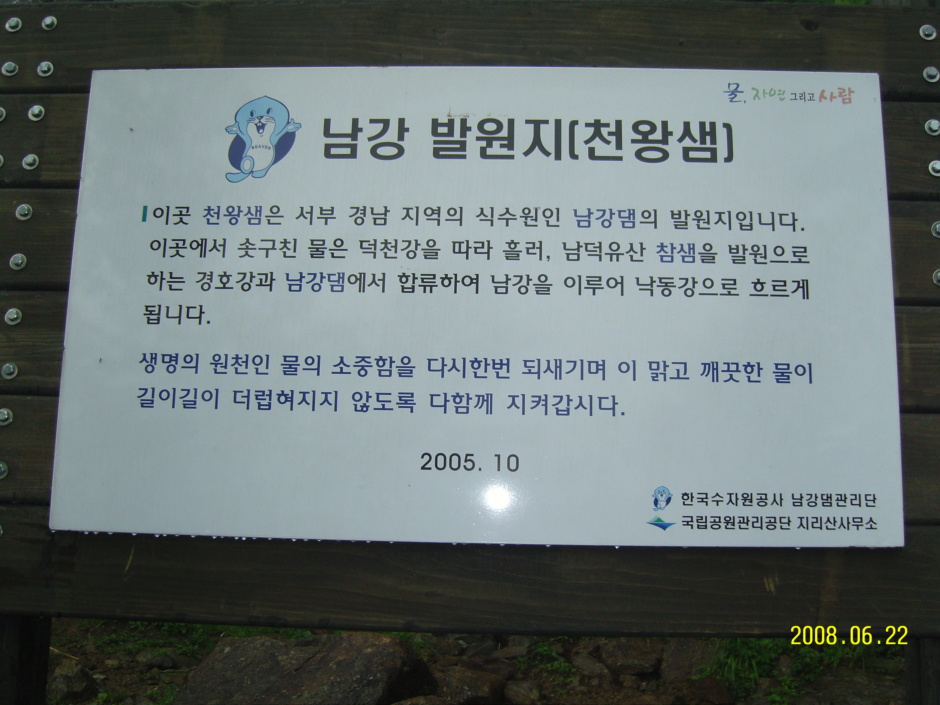 물, 자연 그리고 사람
남강 발원지(천왕샘)
이곳 천왕샘은 서부 경남 지역의 식수원인 남강댐의 발원지입니다.
이곳에서 솟구친 물은 덕천강을 따라 흘러, 남덕유산 참샘을 발원으로
하는 경호강과 남강댐에서 합류하여 남강을 이루어 낙동강으로 흐르게
됩니다.
생명의 원천인 물의 소중함을 다시한번 되새기며 이 맑고 깨끗한 물이
길이길이 더럽혀지지 않도록 다함께 지켜갑시다.
2005. 10
한국수자원공사 남강댐관리단
국립공원관리공단 지리산사무소
2008.06.22